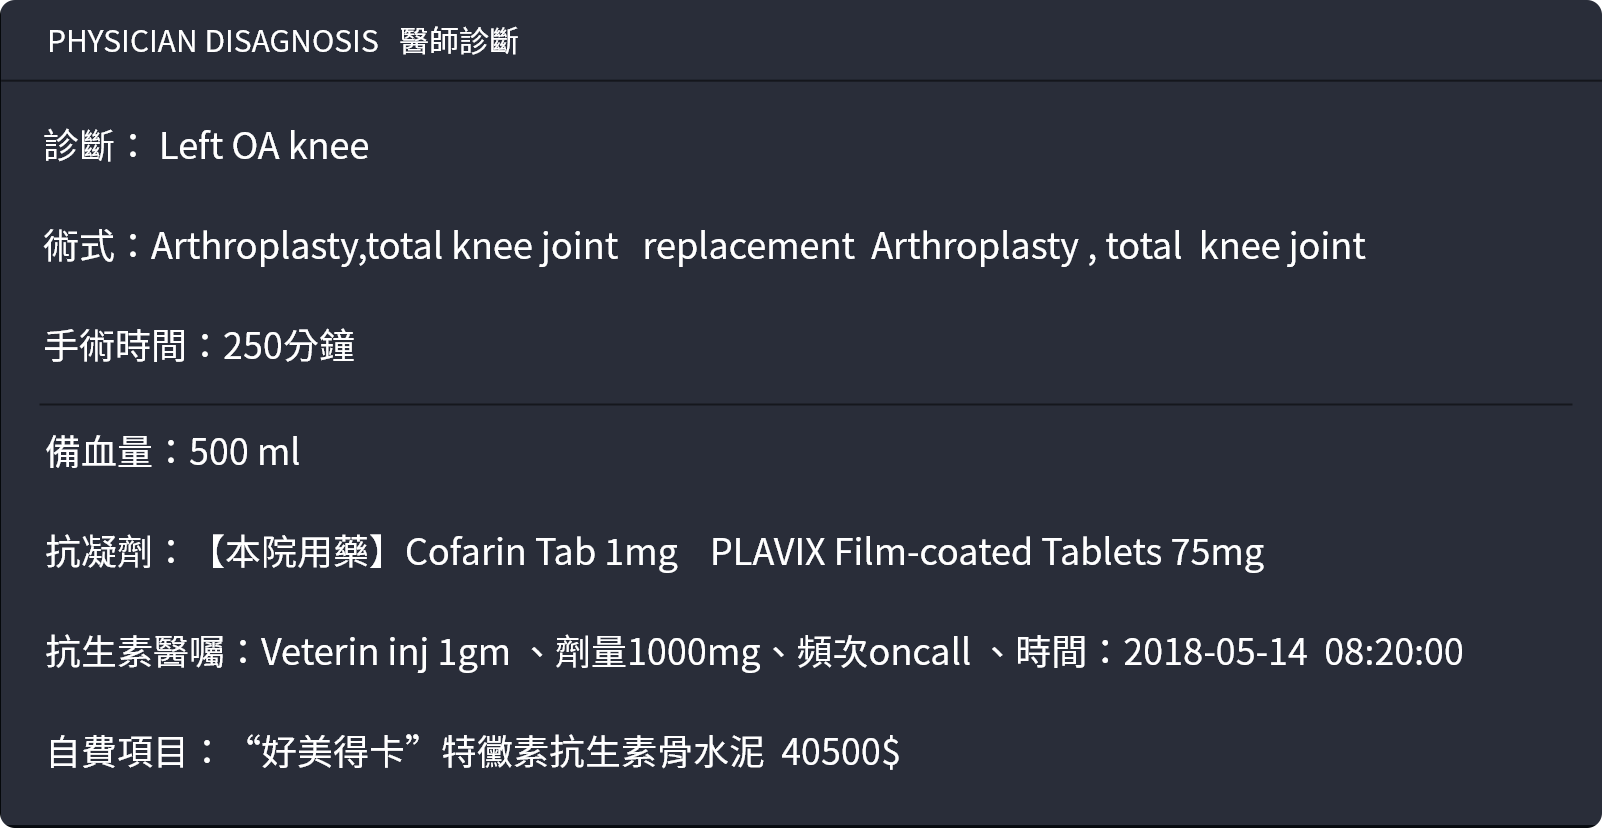 PHYSICIAN DISAGNOSIS 醫師診斷
診斷： Left OA knee
術式：Arthroplasty,total knee joint replacement Arthroplasty , total knee joint
手術時間：250分鐘
備血量：500 ml
抗凝劑：【本院用藥】Cofarin Tab 1mg PLAVIX Film-coated Tablets 75mg
抗生素醫囑：Veterin inj 1gm 、劑量1000mg、頻次oncall 、時間：2018-05-14 08:20:00
自費項目：“好美得卡”特黴素抗生素骨水泥 40500$